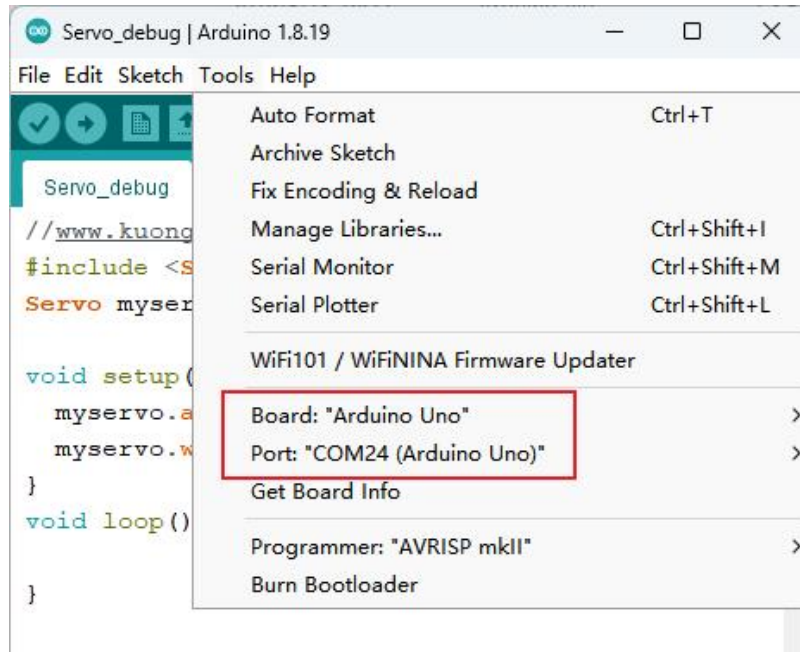 Servo_debug | Arduino 1.8.19
File Edit Sketch Tools Help
Auto Format Ctrl+T
Archive Sketch
Servo_debug
Fix Encoding & Reload
//www.kuong
Manage Libraries... Ctrl+Shift+I
#include <S
Serial Monitor Ctrl+Shift+M
Servo myser
Serial Plotter Ctrl+Shift+L
WiFi101 / WiFiNINA Firmware Updater
void setup(
myservo.a
Board: "Arduino Uno"
myservo.w
Port: "COM24 (Arduino Uno)"
}
Get Board Info
void loop()
Programmer: "AVRISP mkII"
}
Burn Bootloader